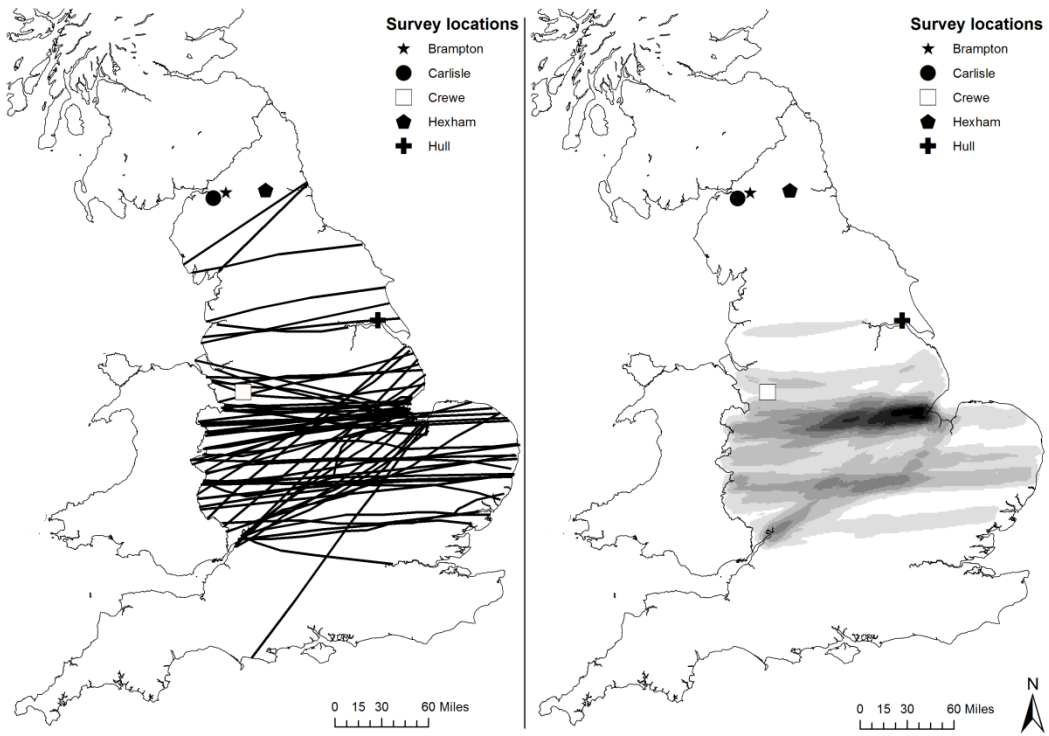 Survey locations
Brampton
Carlisle
Crewe
Hexham
Hull
0 15 30 60 Miles
Survey locations
Brampton
Carlisle
Crewe
Hexham
Hull
0 15 30 60 Miles
N